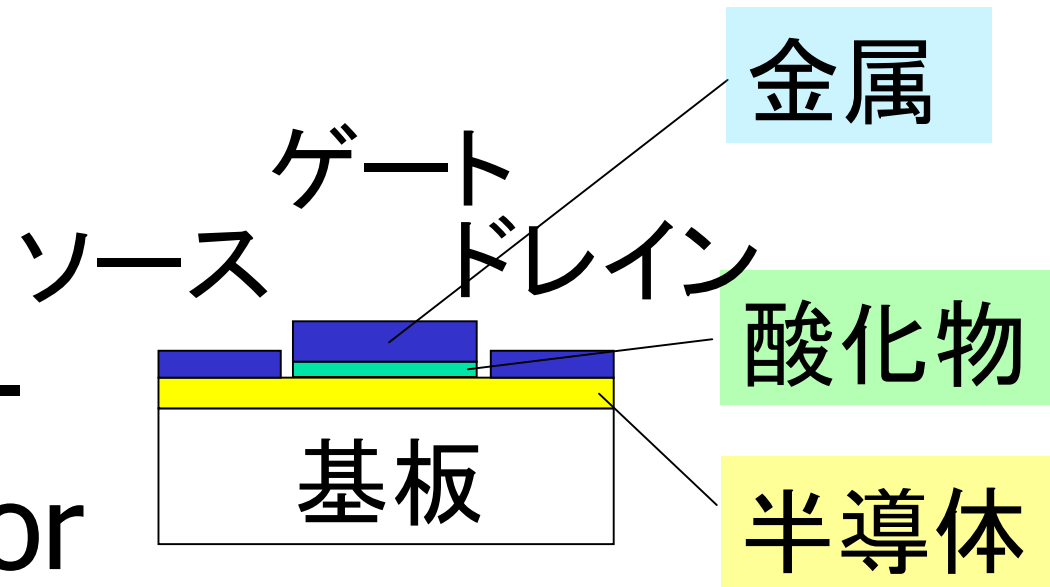 金属
ゲート
ソース
ドレイン
酸化物
基板
or
半導体